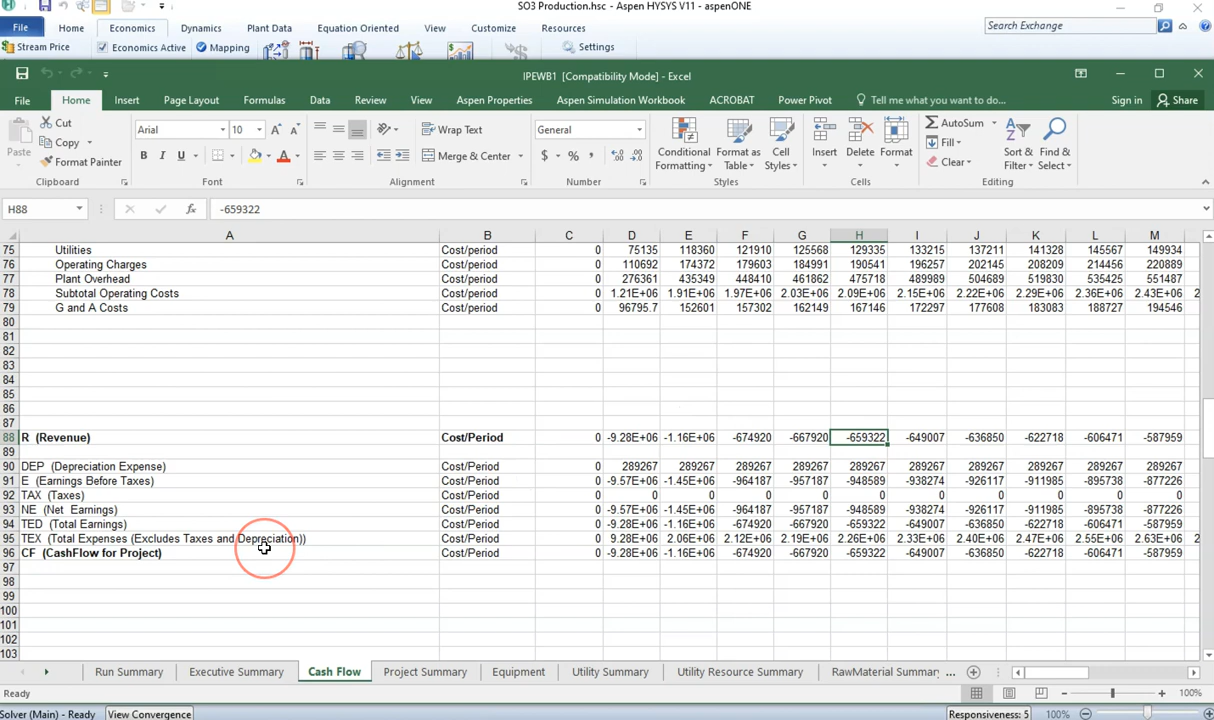 SO3 Production.hsc - Aspen HYSYS V11 - aspenONE
File Home Economics Dynamics Plant Data Equation Oriented View Customize Resources Search Exchange
Stream Price Economics Active Mapping Settings
IPEWB1 [Compatibility Mode] - Excel
File Home Insert Page Layout Formulas Data Review View Aspen Properties Aspen Simulation Workbook ACROBAT Power Pivot Tell me what you want to do... Sign in Share
Cut Arial 10 Wrap Text General AutoSum
Paste Copy Conditional Format as Cell Insert Delete Format Fill Sort & Find &
Format Painter B I U Merge & Center $ % Formatting Table Styles Clear Filter Select
Clipboard Font Alignment Number Styles Cells Editing
H88 fx -659322
A B C D E F G H I J K L M
75 Utilities Cost/period 0 75135 118360 121910 125568 129335 133215 137211 141328 145567 149934
76 Operating Charges Cost/period 0 110692 174372 179603 184991 190541 196257 202145 208209 214456 220889
77 Plant Overhead Cost/period 0 276361 435349 448410 461862 475718 489989 504689 519830 535425 551487
78 Subtotal Operating Costs Cost/period 0 1.21E+06 1.91E+06 1.97E+06 2.03E+06 2.09E+06 2.15E+06 2.22E+06 2.29E+06 2.36E+06 2.43E+06 2
79 G and A Costs Cost/period 0 96795.7 152601 157302 162149 167146 172297 177608 183083 188727 194546
80
81
82
83
84
85
86
87
88 R (Revenue) Cost/Period 0 -9.28E+06 -1.16E+06 -674920 -667920 -659322 -649007 -636850 -622718 -606471 -587959
89
90 DEP (Depreciation Expense) Cost/Period 0 289267 289267 289267 289267 289267 289267 289267 289267 289267 289267
91 E (Earnings Before Taxes) Cost/Period 0 -9.57E+06 -1.45E+06 -964187 -957187 -948589 -938274 -926117 -911985 -895738 -877226
92 TAX (Taxes) Cost/Period 0 0 0 0 0 0 0 0 0 0 0
93 NE (Net Earnings) Cost/Period 0 -9.57E+06 -1.45E+06 -964187 -957187 -948589 -938274 -926117 -911985 -895738 -877226
94 TED (Total Earnings) Cost/Period 0 -9.28E+06 -1.16E+06 -674920 -667920 -659322 -649007 -636850 -622718 -606471 -587959
95 TEX (Total Expenses (Excludes Taxes and Depreciation)) Cost/Period 0 9.28E+06 2.06E+06 2.12E+06 2.19E+06 2.26E+06 2.33E+06 2.40E+06 2.47E+06 2.55E+06 2.63E+06 2
96 CF (CashFlow for Project) Cost/Period 0 -9.28E+06 -1.16E+06 -674920 -667920 -659322 -649007 -636850 -622718 -606471 -587959
97
98
99
100
101
102
103
Run Summary Executive Summary Cash Flow Project Summary Equipment Utility Summary Utility Resource Summary RawMaterial Summary ...
Ready 100%
Solver (Main) - Ready View Convergence Responsiveness: 5 100%